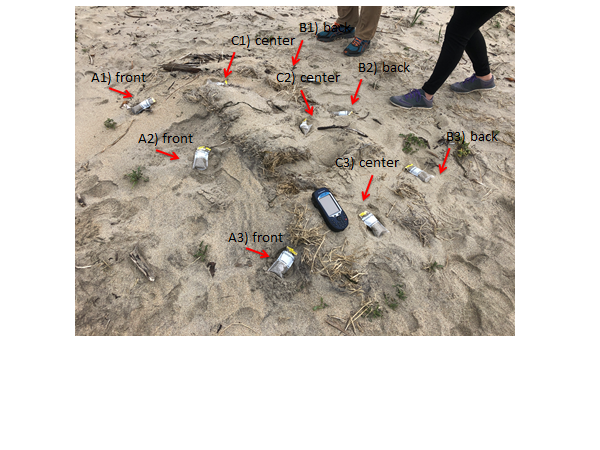 B1) back
C1) center
B2) back
A1) front
C2) center
B3) back
A2) front
C3) center
A3) front